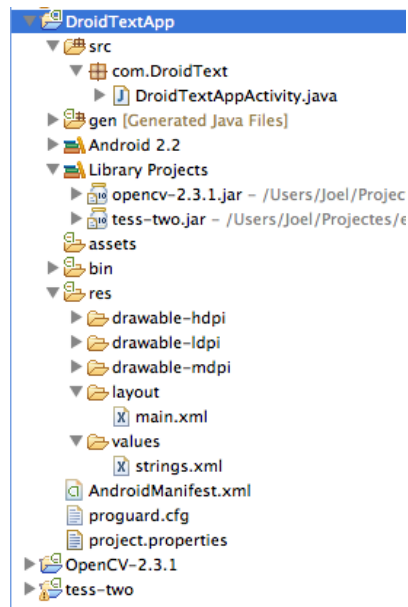 DroidTextApp
src
com.DroidText
DroidTextAppActivity.java
gen [Generated Java Files]
Android 2.2
Library Projects
opencv-2.3.1.jar – /Users/Joel/Projec
tess-two.jar – /Users/Joel/Projectes/e
assets
bin
res
drawable-hdpi
drawable-ldpi
drawable-mdpi
layout
main.xml
values
strings.xml
AndroidManifest.xml
proguard.cfg
project.properties
OpenCV-2.3.1
tess-two